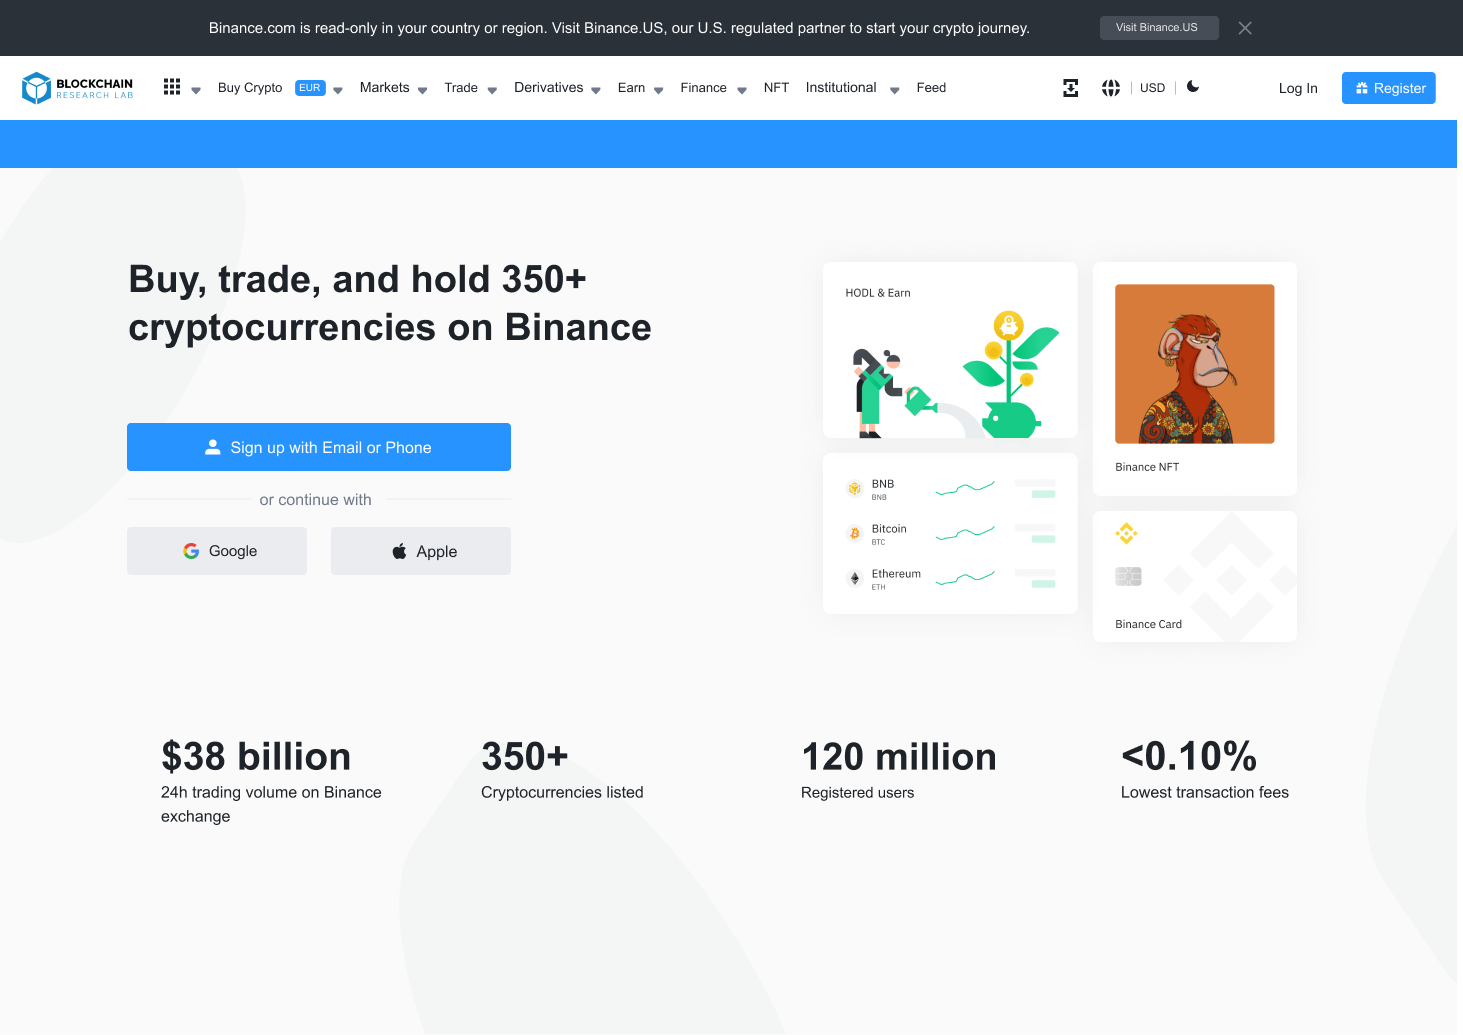 Binance.com is read-only in your country or region. Visit Binance.US, our U.S. regulated partner to start your crypto journey.
Visit Binance.US
BLOCKCHAIN
RESEARCH LAB
Buy Crypto
EUR
Markets
Trade
Derivatives
Earn
Finance
NFT
Institutional
Feed
USD
Log In
Register
Buy, trade, and hold 350+
cryptocurrencies on Binance
Sign up with Email or Phone
or continue with
Google
Apple
HODL & Earn
BNB
BNB
Bitcoin
BTC
Ethereum
ETH
Binance NFT
Binance Card
$38 billion
24h trading volume on Binance
exchange
350+
Cryptocurrencies listed
120 million
Registered users
<0.10%
Lowest transaction fees